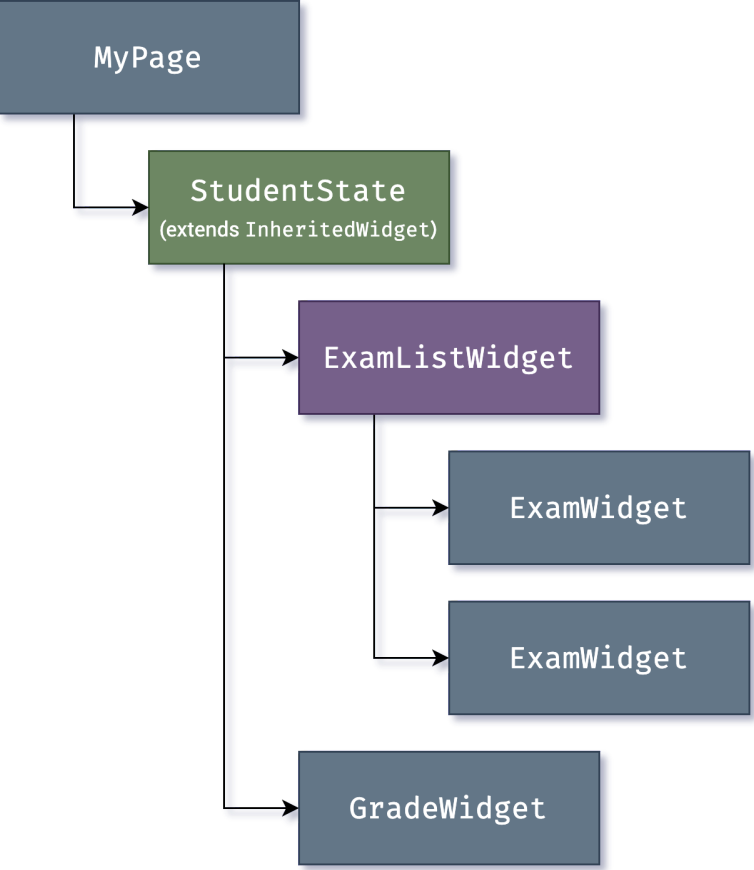 MyPage
StudentState
(extends InheritedWidget)
ExamListWidget
ExamWidget
ExamWidget
GradeWidget